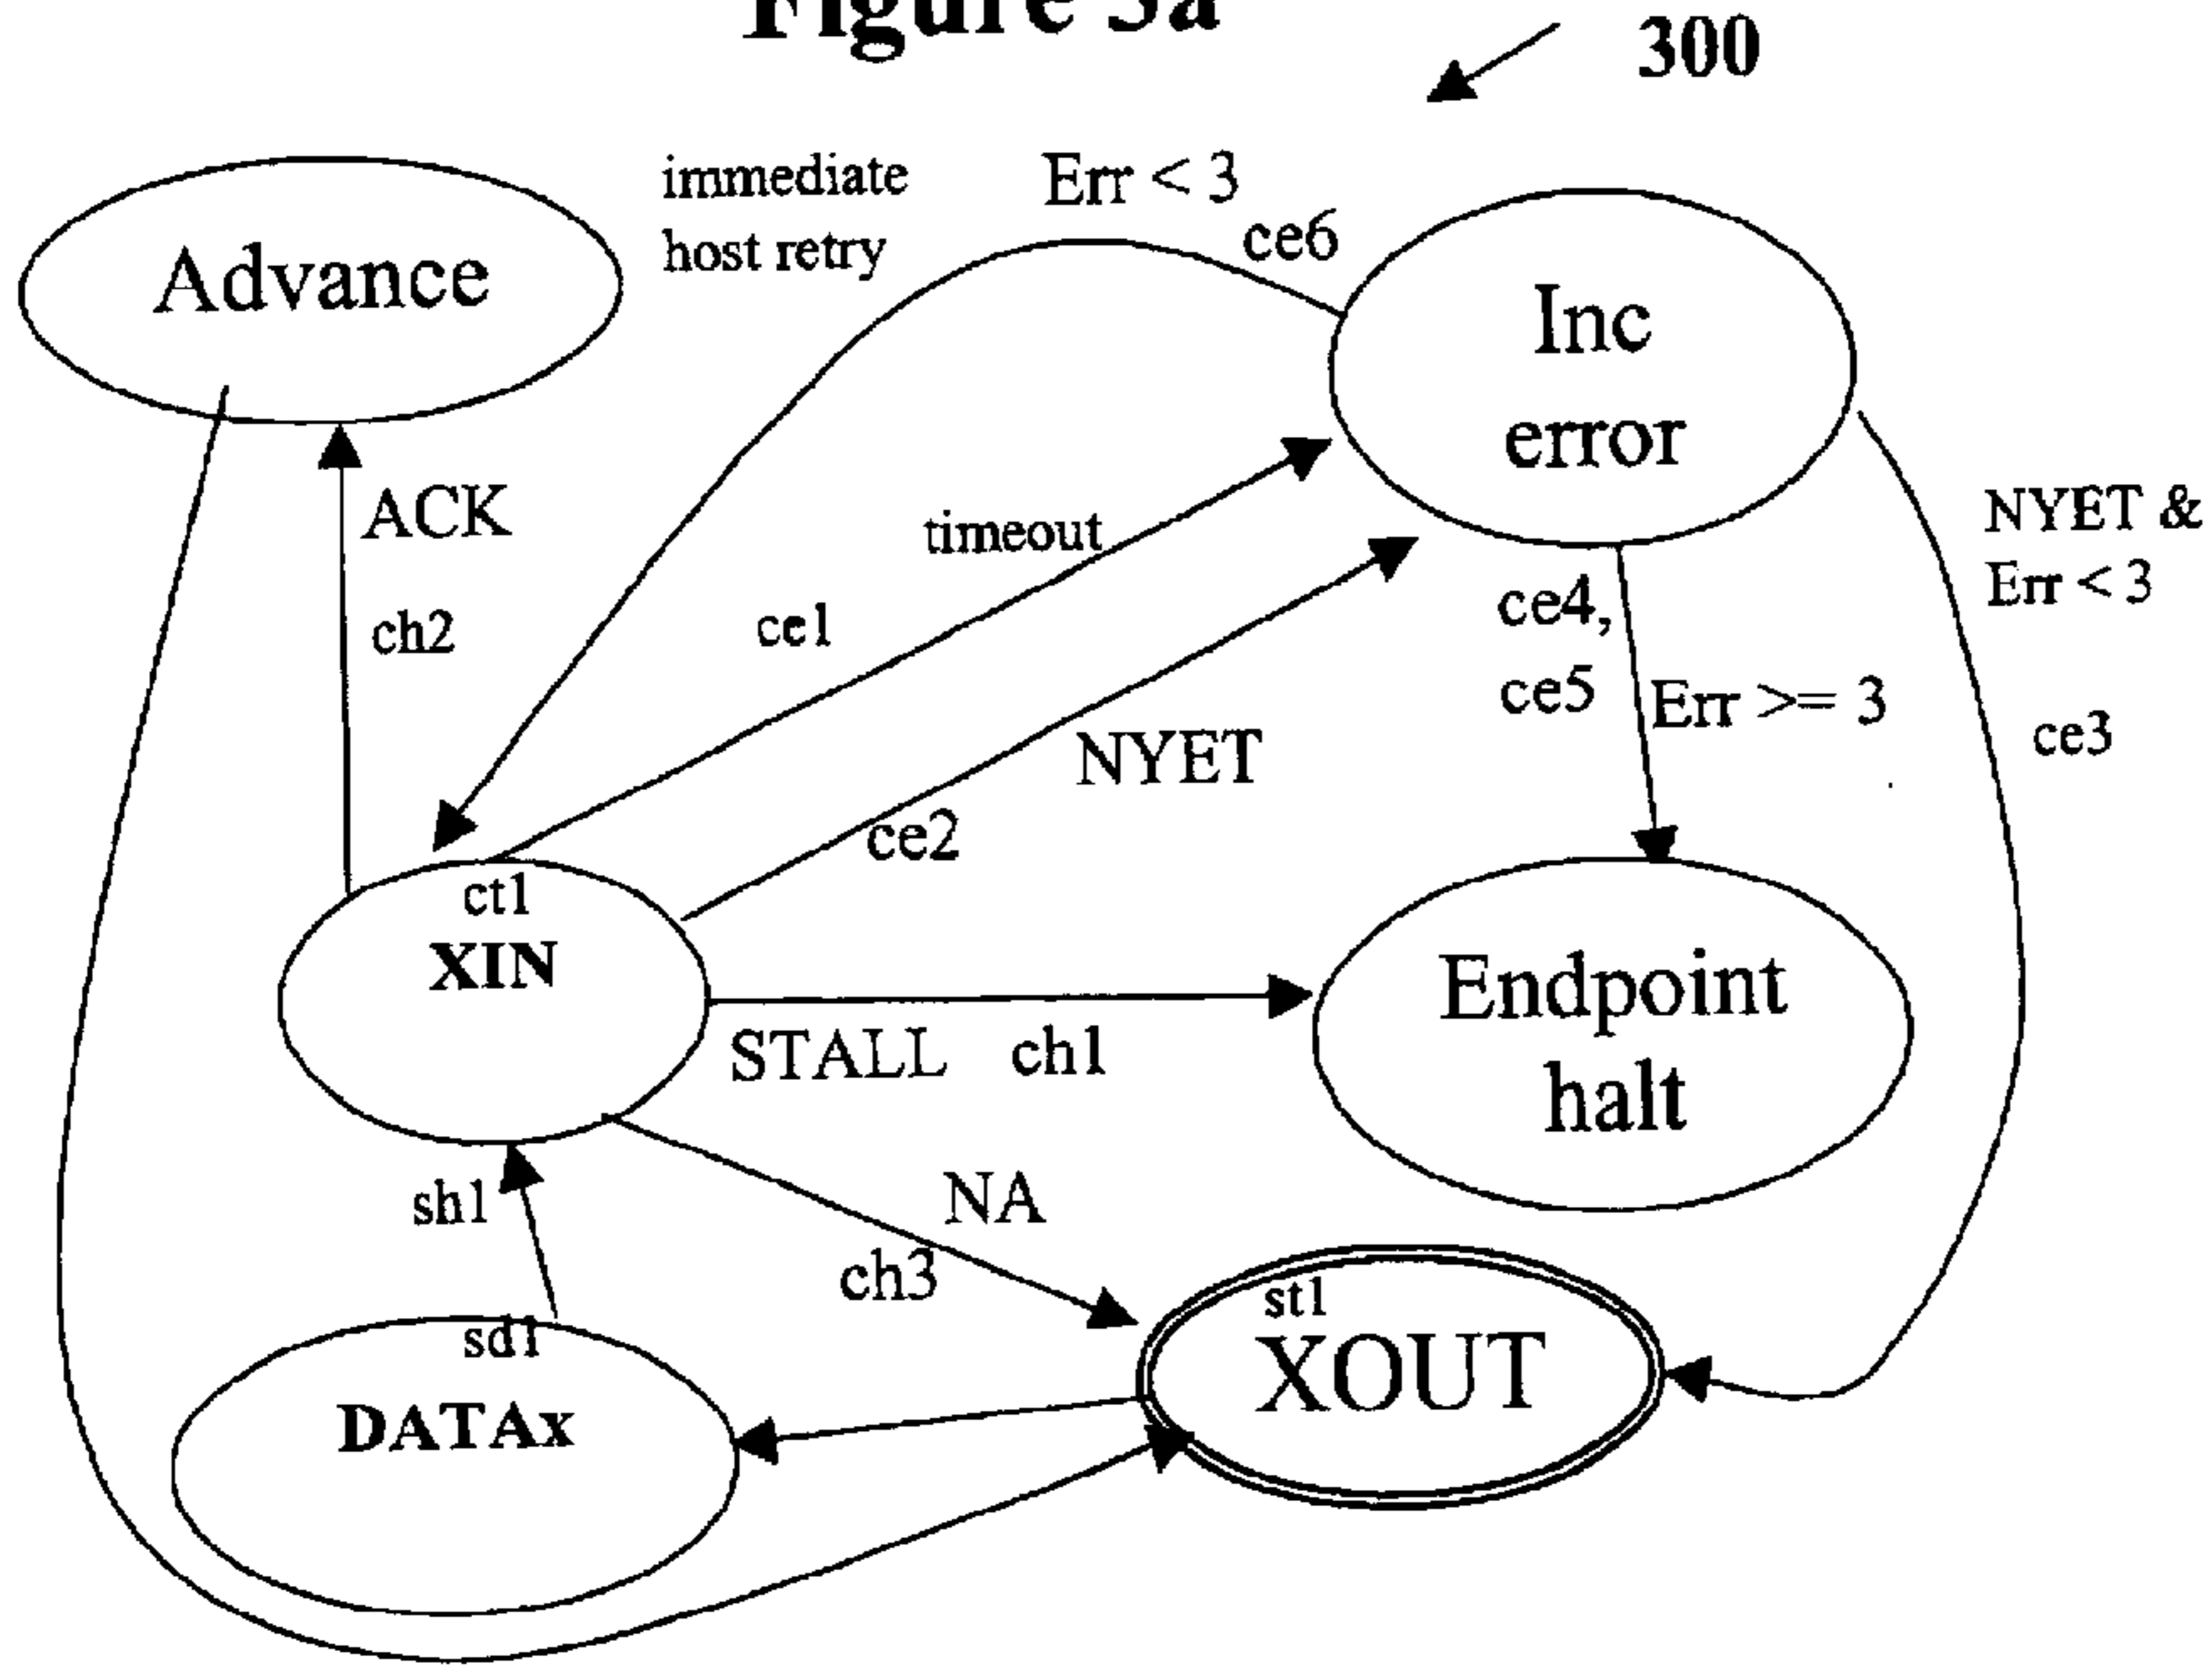 Figure 3a
300
immediate
host retry
Err < 3
ce6
Advance
Inc
error
ACK
ch2
timeout
ce1
NYET &
Err < 3
ce3
ce4,
ce5
Err >= 3
NYET
ce2
ct1
XIN
STALL ch1
Endpoint
halt
sh1
NA
ch3
st1
XOUT
sd1
DATAx